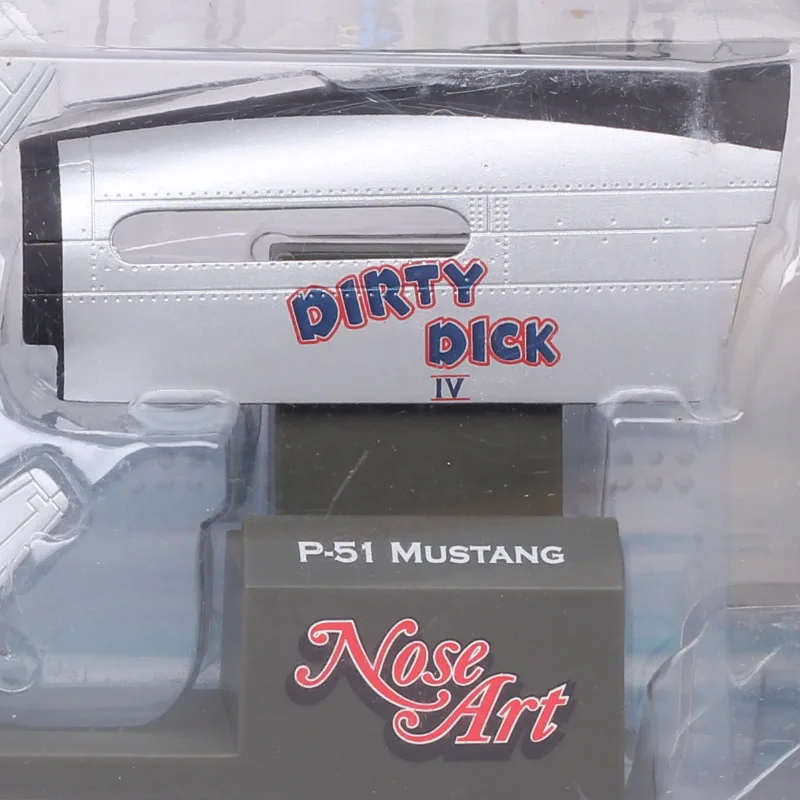 DIRTY
DICK
IV
P-51 MUSTANG
Nose
Art